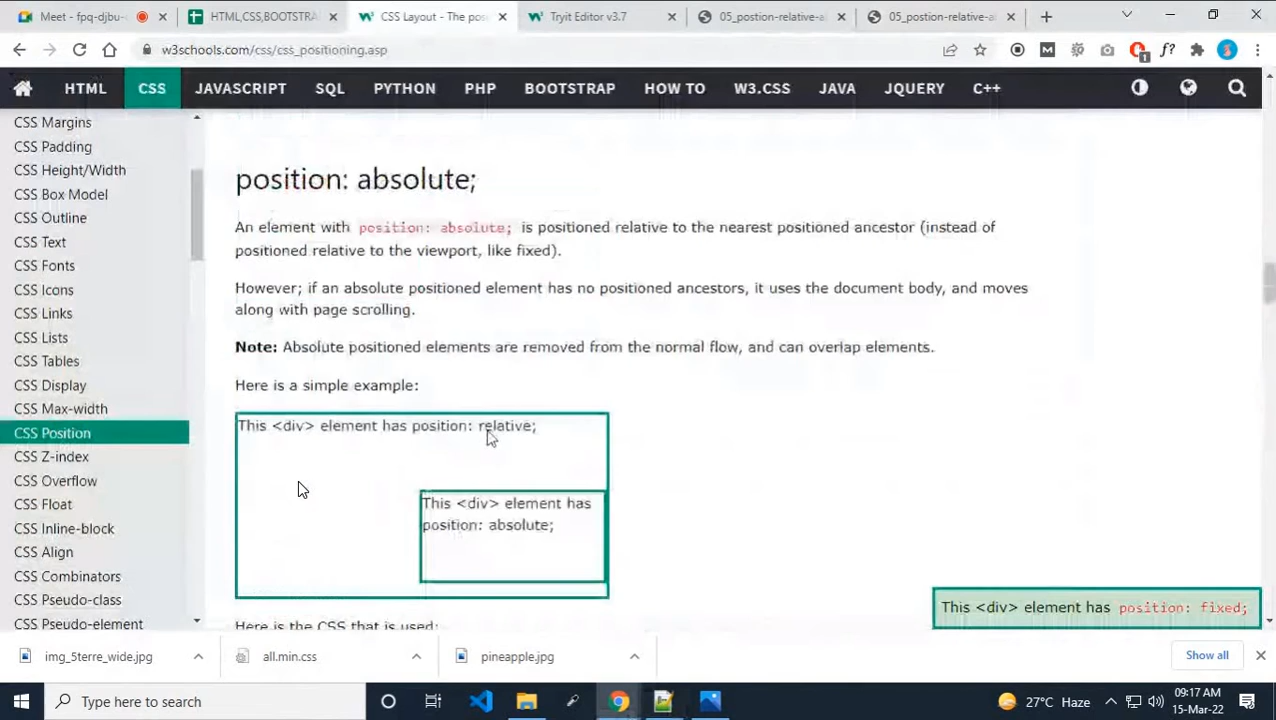 Meet - fpq-djbu-
HTML,CSS,BOOTSTRA
CSS Layout - The pos
Tryit Editor v3.7
05_postion-relative-a
05_postion-relative-a
w3schools.com/css/css_positioning.asp
HTML CSS JAVASCRIPT SQL PYTHON PHP BOOTSTRAP HOW TO W3.CSS JAVA JQUERY C++
CSS Margins
CSS Padding
CSS Height/Width
CSS Box Model
CSS Outline
CSS Text
CSS Fonts
CSS Icons
CSS Links
CSS Lists
CSS Tables
CSS Display
CSS Max-width
CSS Position
CSS Z-index
CSS Overflow
CSS Float
CSS Inline-block
CSS Align
CSS Combinators
CSS Pseudo-class
CSS Pseudo-element
position: absolute;
An element with position: absolute; is positioned relative to the nearest positioned ancestor (instead of
positioned relative to the viewport, like fixed).
However; if an absolute positioned element has no positioned ancestors, it uses the document body, and moves
along with page scrolling.
Note: Absolute positioned elements are removed from the normal flow, and can overlap elements.
Here is a simple example:
This <div> element has position: relative;
This <div> element has
position: absolute;
Here is the CSS that is used:
This <div> element has position: fixed;
img_5terre_wide.jpg
all.min.css
pineapple.jpg
Show all
Type here to search
27°C Haze
09:17 AM
15-Mar-22